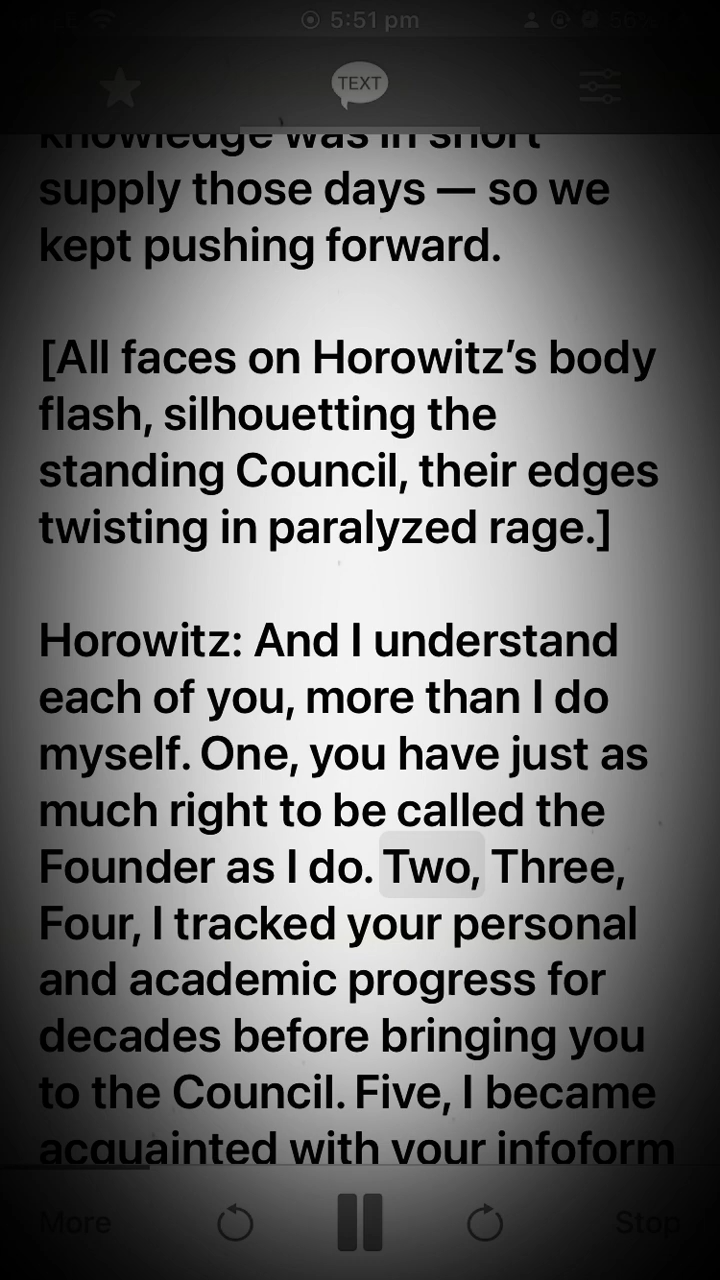 5:51 pm
TEXT
knowledge was in short
supply those days — so we
kept pushing forward.
[All faces on Horowitz’s body
flash, silhouetting the
standing Council, their edges
twisting in paralyzed rage.]
Horowitz: And I understand
each of you, more than I do
myself. One, you have just as
much right to be called the
Founder as I do. Two, Three,
Four, I tracked your personal
and academic progress for
decades before bringing you
to the Council. Five, I became
acquainted with your infoform
More
Stop